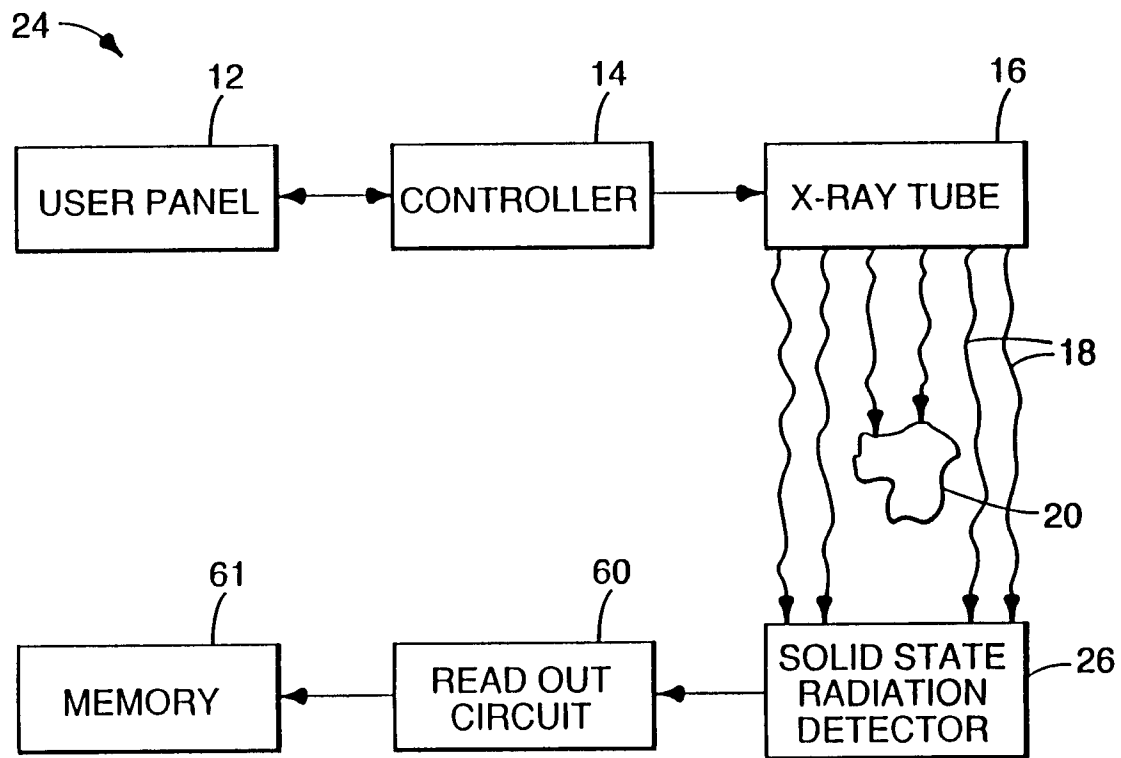 24
12
14
16
USER PANEL
CONTROLLER
X-RAY TUBE
18
20
61
60
MEMORY
READ OUT
CIRCUIT
SOLID STATE
RADIATION
DETECTOR
26